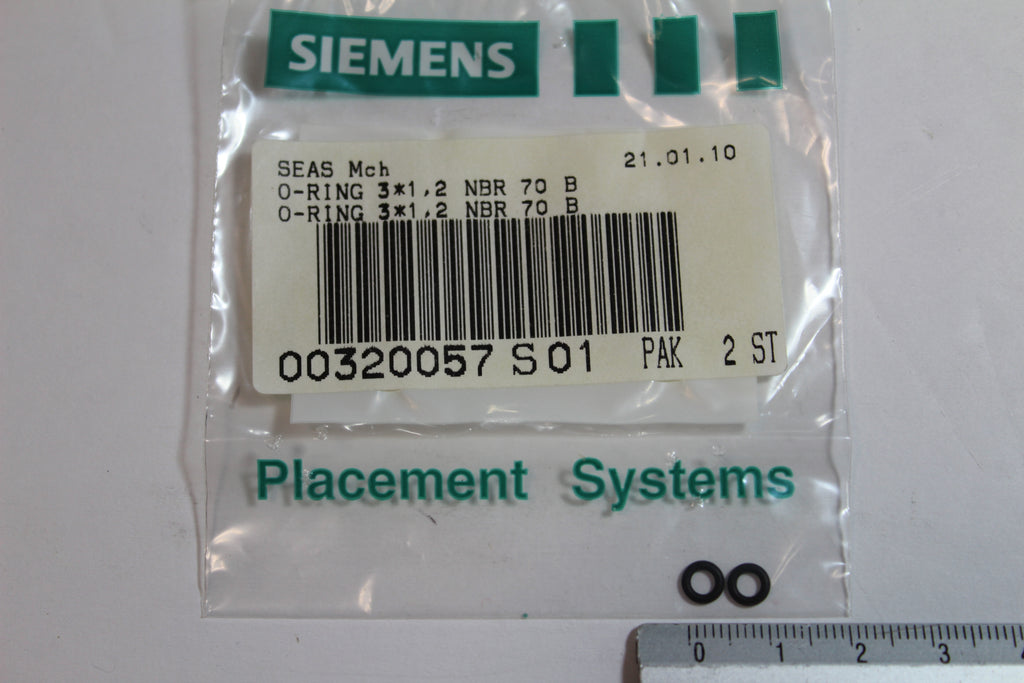 SIEMENS
SEAS Mch 21.01.10
O-RING 3*1,2 NBR 70 B
O-RING 3*1,2 NBR 70 B
00320057 S01 PAK 2 ST
Placement Systems
0 1 2 3